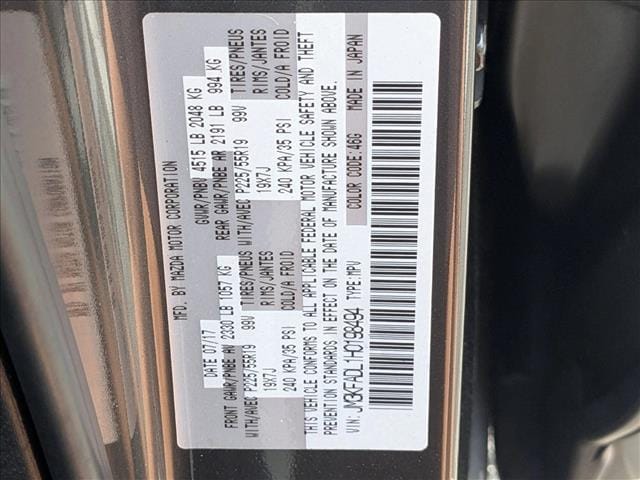 MFD. BY MAZDA MOTOR CORPORATION
DATE 07/17 GVWR/PNBV 4515 LB 2048 KG
FRONT GAWR/PNBE AV 2330 LB 1057 KG REAR GAWR/PNBE AR 2191 LB 994 KG
WITH/AVEC P225/55R19 99V TIRES/PNEUS WITH/AVEC P225/55R19 99V TIRES/PNEUS
19X7J RIMS/JANTES 19X7J RIMS/JANTES
240 KPA/35 PSI COLD/A FROID 240 KPA/35 PSI COLD/A FROID
THIS VEHICLE CONFORMS TO ALL APPLICABLE FEDERAL MOTOR VEHICLE SAFETY AND THEFT
PREVENTION STANDARDS IN EFFECT ON THE DATE OF MANUFACTURE SHOWN ABOVE.
COLOR CODE:46G MADE IN JAPAN
VIN: JM3KFADL1H0198494 TYPE:MPV